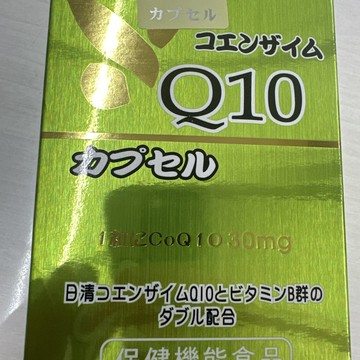 カプセル
コエンザイム
Q10
カプセル
1粒にCoQ10 30mg
日清コエンザイムQ10とビタミンB群の
ダブル配合
保健機能食品